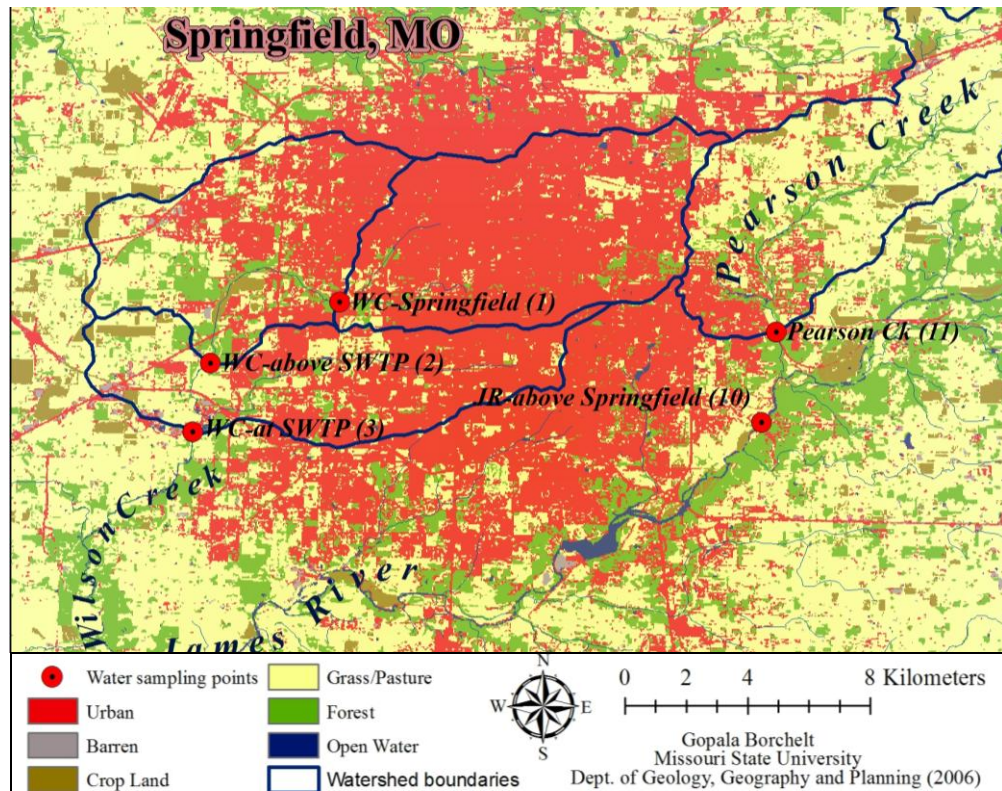 Springfield, MO
Pearson Creek
WC-Springfield (1)
Pearson Ck (11)
WC-above SWTP (2)
JR-above Springfield (10)
WC-at SWTP (3)
Wilson Creek
James River
Water sampling points
Urban
Barren
Crop Land
Grass/Pasture
Forest
Open Water
Watershed boundaries
N
W E
S
0 2 4 6 8 Kilometers
Gopala Borchelt
Missouri State University
Dept. of Geology, Geography and Planning (2006)